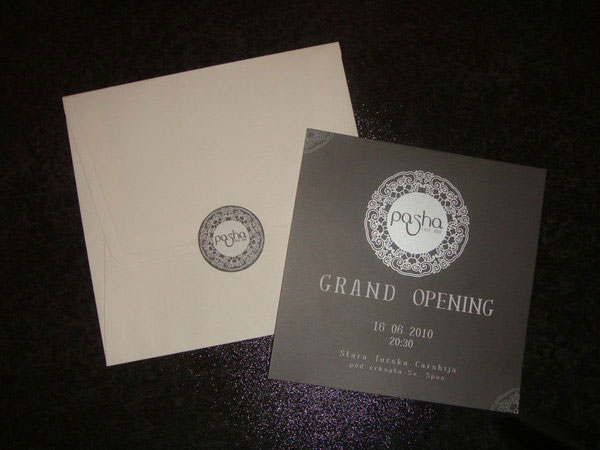 pasha
pasha
GRAND OPENING
16 06 2010
20:30
Stara Turska Carshija
pod crkvata Sv. Spas